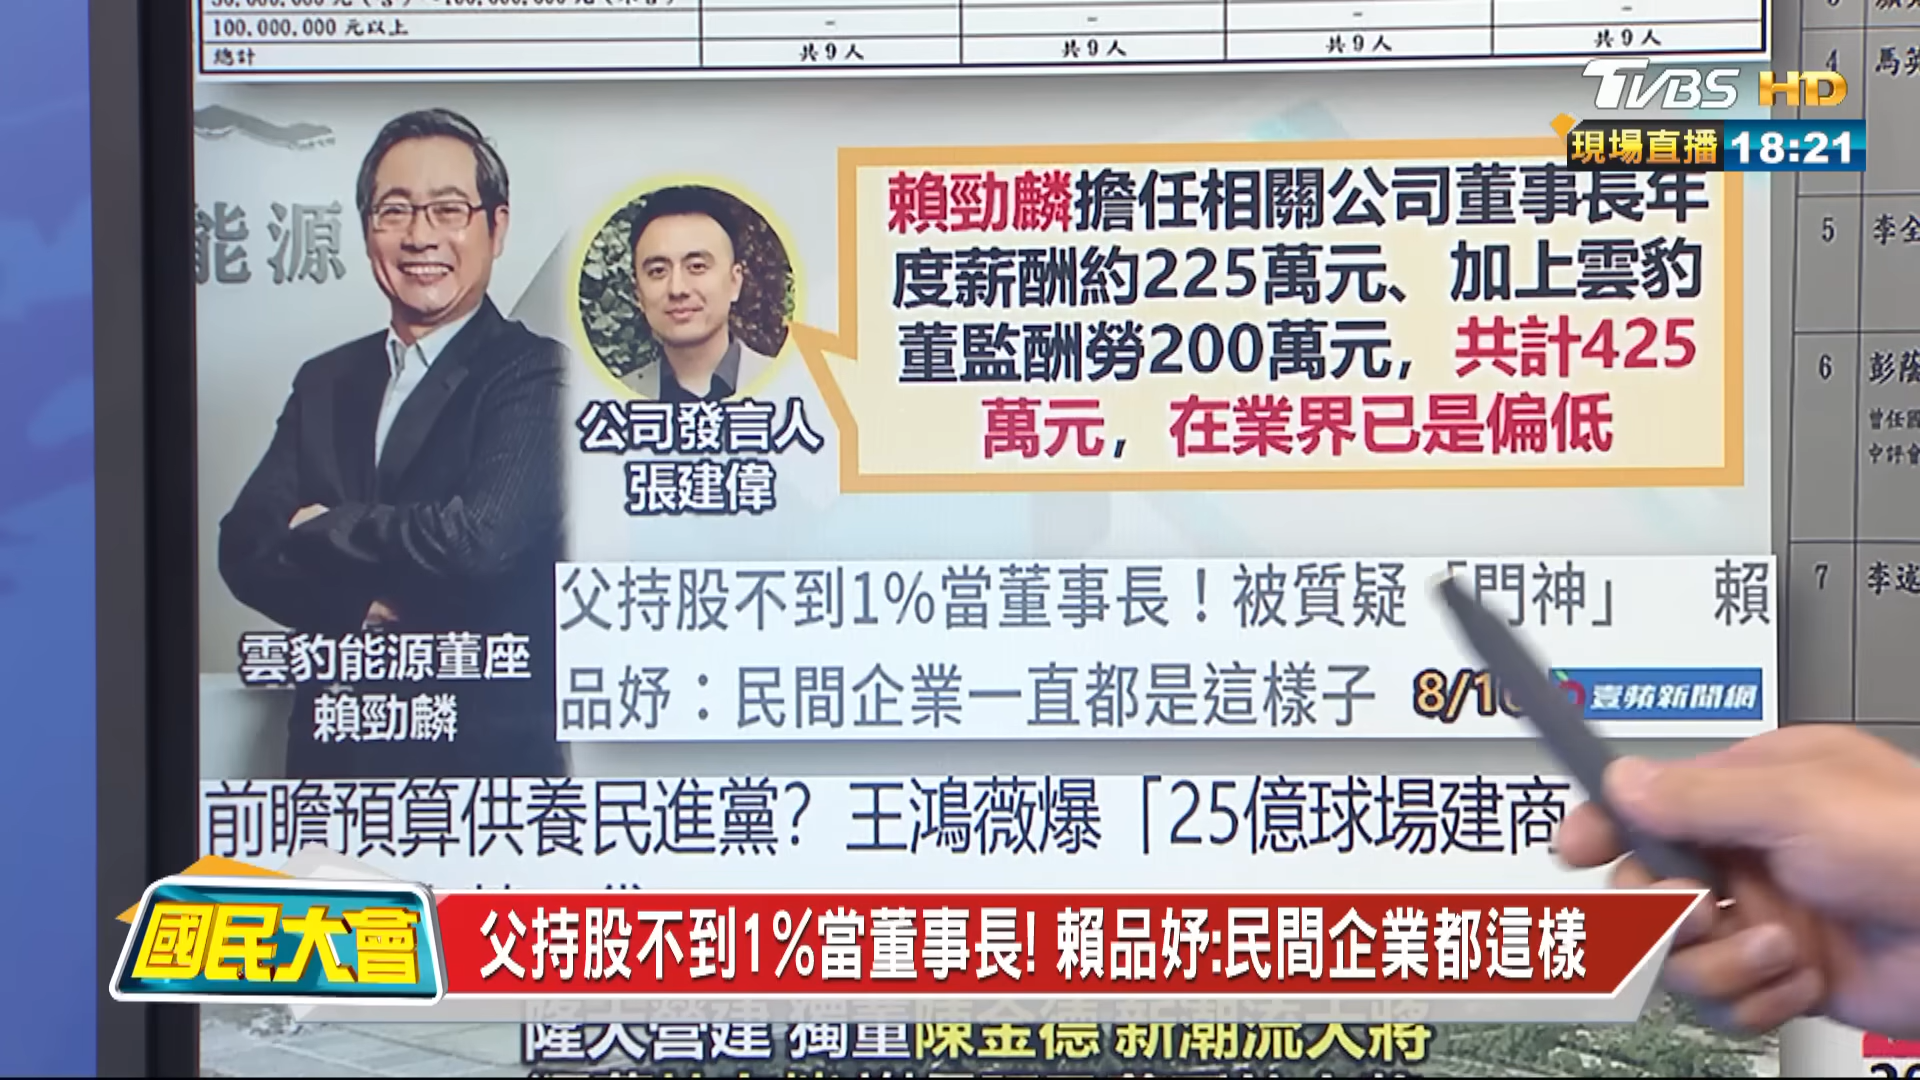 100,000,000 元以上 - - - -
總計 共9人 共9人 共9人 共9人
TVBS HD
現場直播 18:21
4
5
6
7
曾任
中評會
能源
賴勁麟擔任相關公司董事長年
度薪酬約225萬元、加上雲豹
董監酬勞200萬元，共計425
萬元，在業界已是偏低
公司發言人
張建偉
雲豹能源董座
賴勁麟
父持股不到1%當董事長！被質疑「門神」 賴
品妤：民間企業一直都是這樣子 8/1
壹蘋新聞網
前瞻預算供養民進黨？王鴻薇爆「25億球場建商
國民大會
父持股不到1%當董事長! 賴品妤:民間企業都這樣
隆大營建 獨董陳金德 新潮流大將